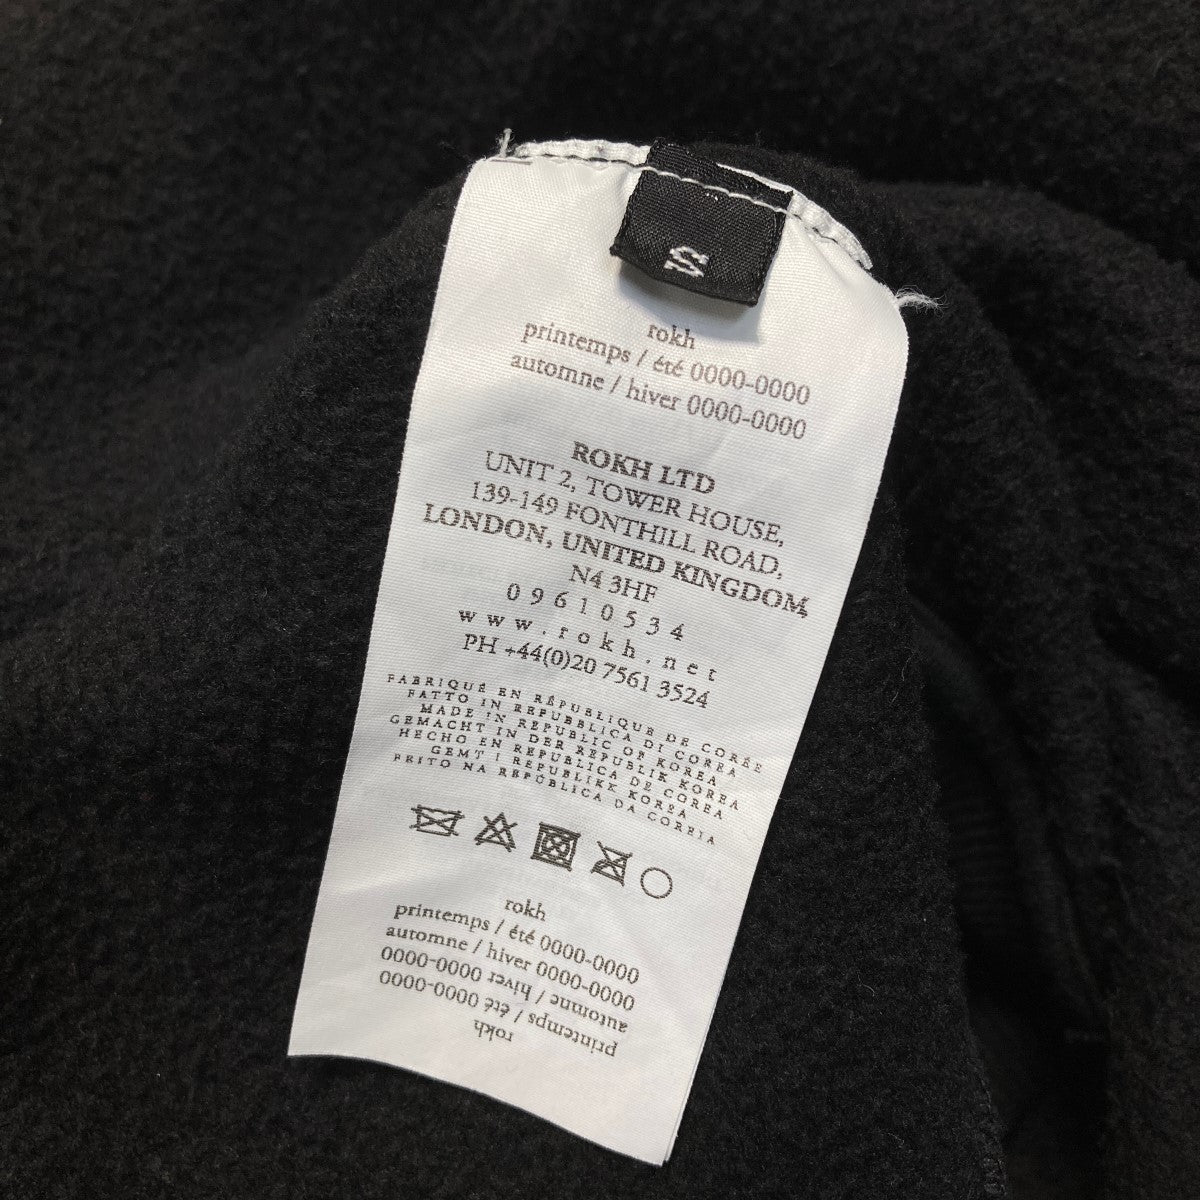 S
rokh
printemps / été 0000-0000
automne / hiver 0000-0000
ROKH LTD
UNIT 2, TOWER HOUSE,
139-149 FONTHILL ROAD,
LONDON, UNITED KINGDOM,
N4 3HF
09610534
www.rokh.net
PH +44(0)20 7561 3524
FABRIQUÉ EN RÉPUBLIQUE DE CORÉE
FATTO IN REPUBBLICA DI COREA
MADE IN REPUBLIC OF KOREA
GEMACHT IN DER REPUBLIK KOREA
HECHO EN REPUBLICA DE COREA
GEMT I REPUBLIKK KOREA
FEITO NA REPÚBLICA DA COREIA
rokh
printemps / été 0000-0000
automne / hiver 0000-0000
automne / hiver 0000-0000
printemps / été 0000-0000
rokh